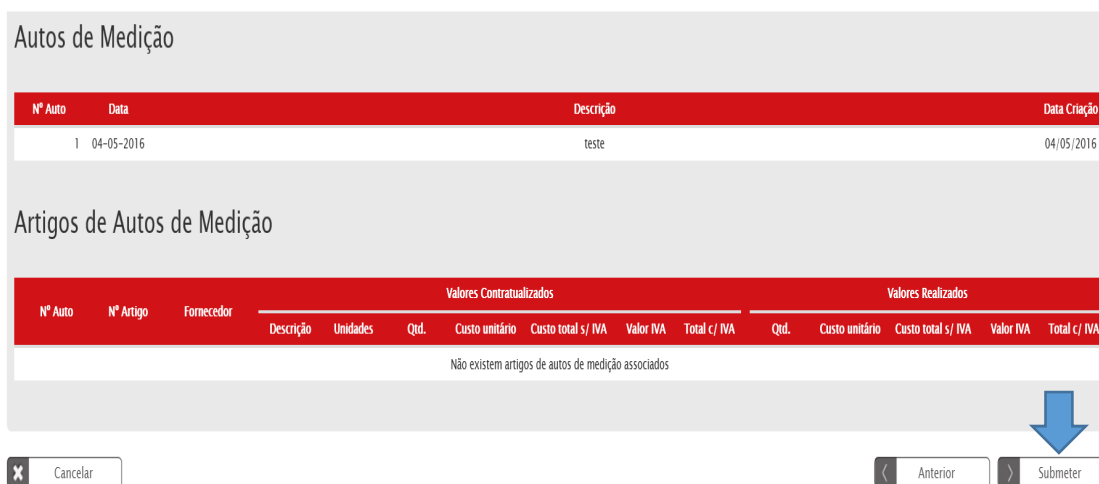 Autos de Medição
Nº Auto Data Descrição Data Criação
1 04-05-2016 teste 04/05/2016
Artigos de Autos de Medição
Valores Contratualizados Valores Realizados
Nº Auto Nº Artigo Fornecedor
Descrição Unidades Qtd. Custo unitário Custo total s/ IVA Valor IVA Total c/ IVA Qtd. Custo unitário Custo total s/ IVA Valor IVA Total c/ IVA
Não existem artigos de autos de medição associados
Cancelar Anterior Submeter